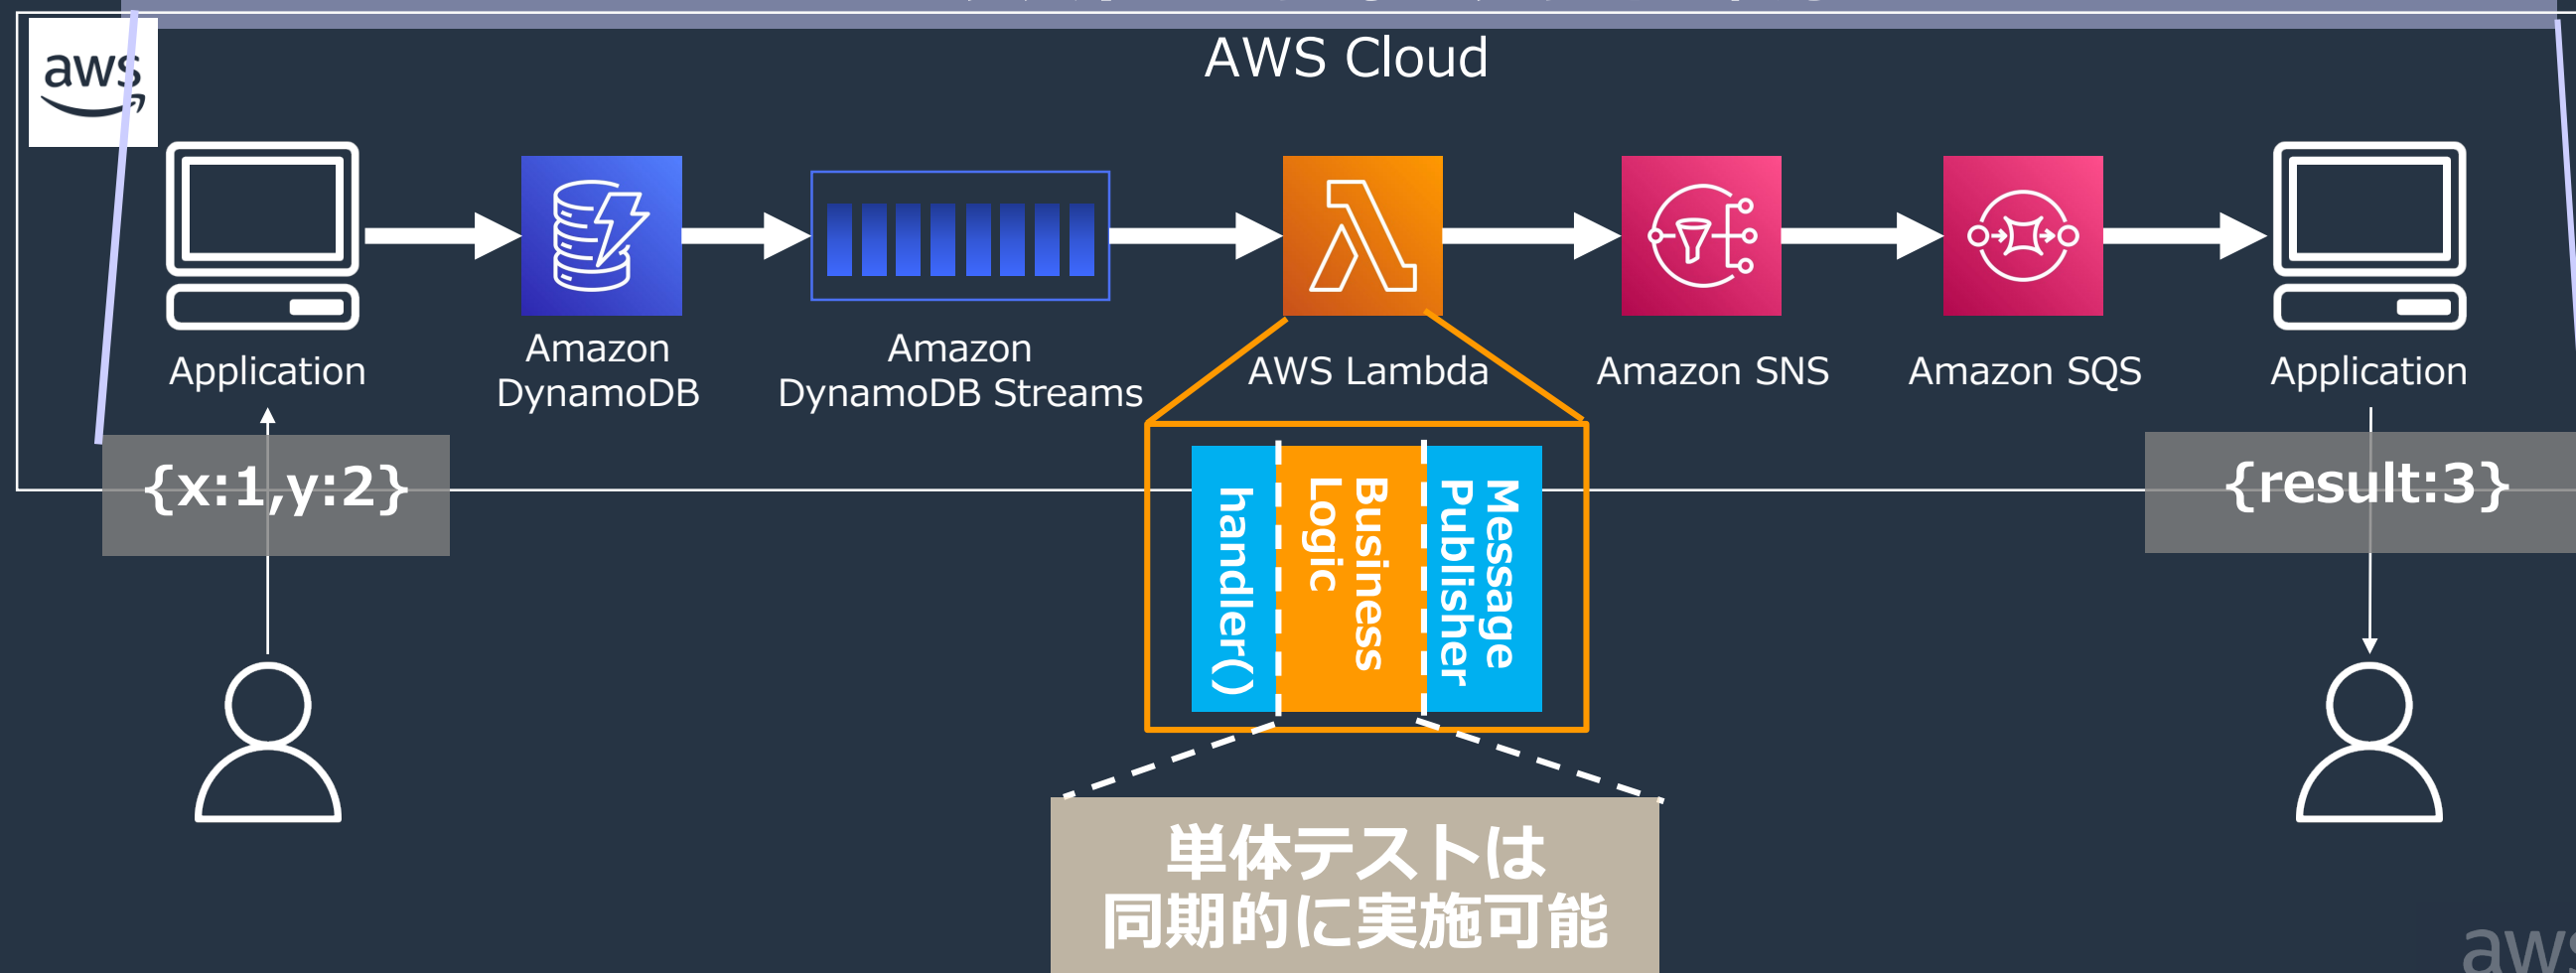 AWS Cloud
aws
Application
Amazon
DynamoDB
Amazon
DynamoDB Streams
AWS Lambda
Amazon SNS
Amazon SQS
Application
{x:1,y:2}
{result:3}
handler()
Business
Logic
Message
Publisher
単体テストは
同期的に実施可能
aws